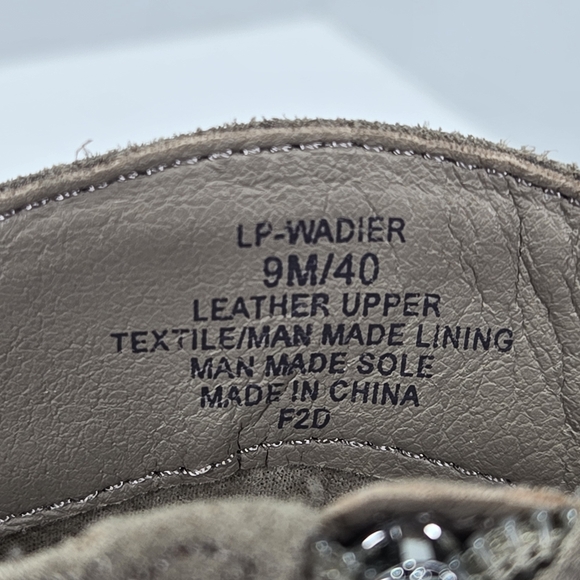 LP-WADIER
9M/40
LEATHER UPPER
TEXTILE/MAN MADE LINING
MAN MADE SOLE
MADE IN CHINA
F2D